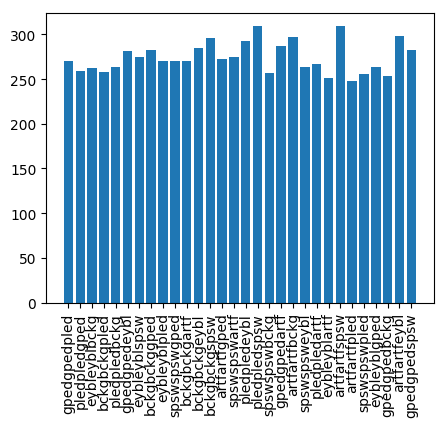 300
250
200
150
100
50
0
gpedgpedpled
pledpledgped
eybleyblbckg
bckgbckgpled
pledpledbckg
gpedgpedeybl
eybleyblspsw
bckgbckggped
eybleyblpled
spswspswgped
bckgbckgartf
bckgbckgeybl
bckgbckgspsw
artfartfgped
spswspswartf
pledpledeybl
pledpledspsw
spswspswbckg
gpedgpedartf
artfartfbckg
spswspsweybl
pledpledartf
eybleyblartf
artfartfspsw
artfartfpled
spswspswpled
eybleyblgped
gpedgpedbckg
artfartfeybl
gpedgpedspsw